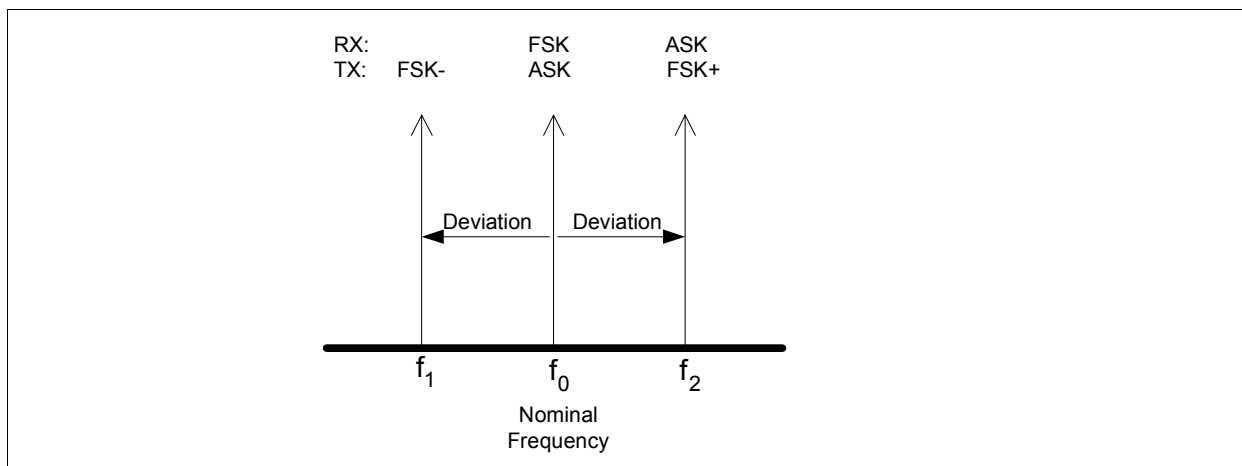 RX: FSK ASK
TX: FSK- ASK FSK+
Deviation Deviation
f1 f0 f2
Nominal
Frequency